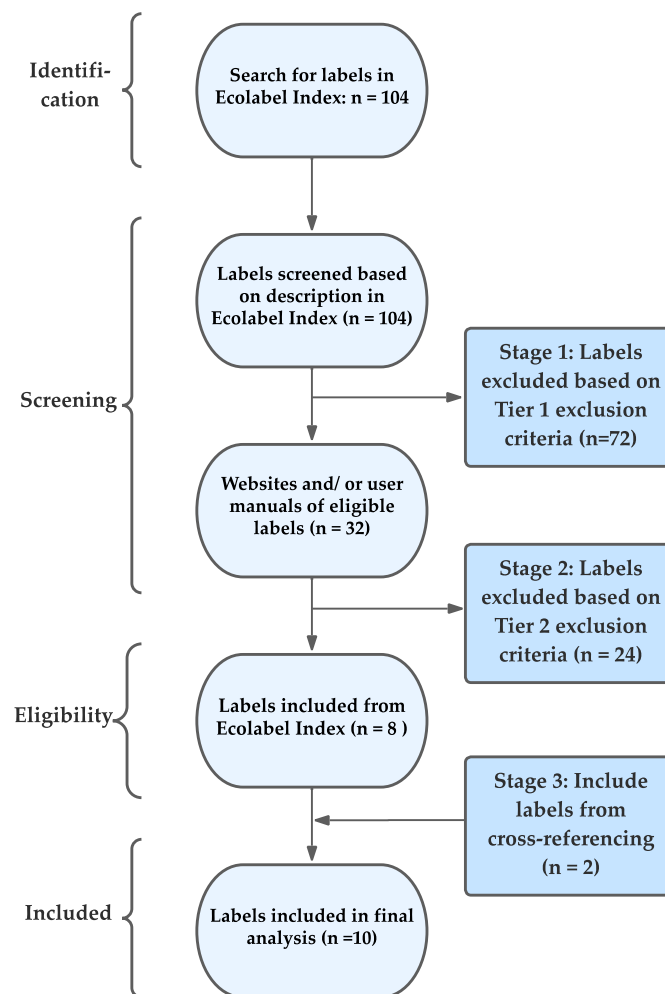 Identifi-
cation
Search for labels in
Ecolabel Index: n = 104
Screening
Labels screened based
on description in
Ecolabel Index (n = 104)
Stage 1: Labels
excluded based on
Tier 1 exclusion
criteria (n=72)
Websites and/ or user
manuals of eligible
labels (n = 32)
Stage 2: Labels
excluded based on
Tier 2 exclusion
criteria (n = 24)
Eligibility
Labels included from
Ecolabel Index (n = 8 )
Stage 3: Include
labels from
cross-referencing
(n = 2)
Included
Labels included in final
analysis (n =10)